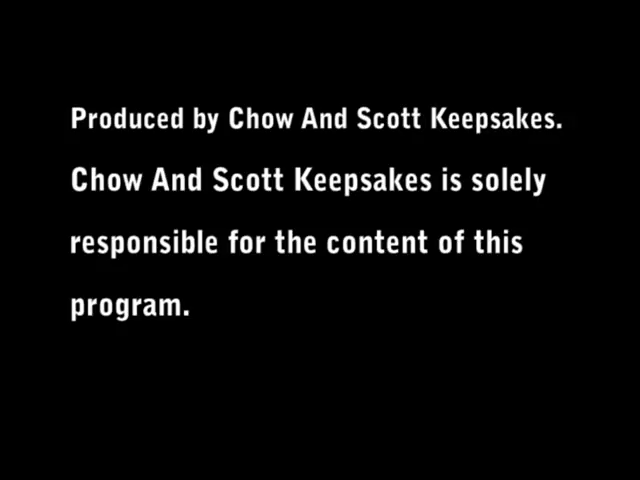 Produced by Chow And Scott Keepsakes.
Chow And Scott Keepsakes is solely
responsible for the content of this
program.